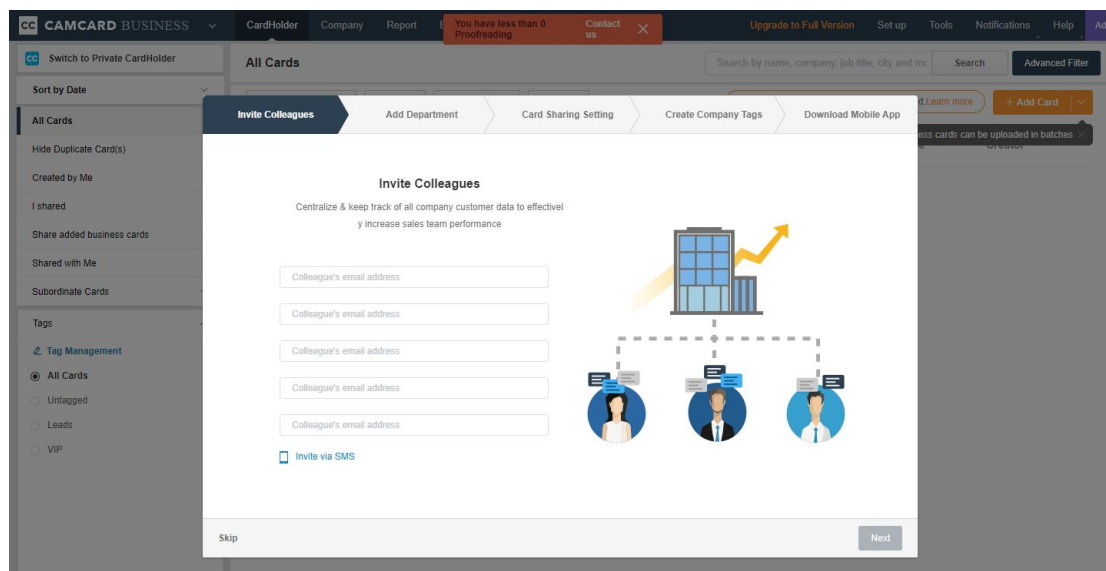 CC CAMCARD BUSINESS
CardHolder Company Report
You have less than 0 Contact
Proofreading us
Upgrade to Full Version Set up Tools Notifications Help
Switch to Private CardHolder
All Cards
Search by name, company, job title, city and mo
Search
Advanced Filter
Sort by Date
d.Learn more
+ Add Card
All Cards
ess cards can be uploaded in batches
Hide Duplicate Card(s)
Created by Me
I shared
Share added business cards
Shared with Me
Subordinate Cards
Tags
Tag Management
All Cards
Untagged
Leads
VIP
Invite Colleagues Add Department Card Sharing Setting Create Company Tags Download Mobile App
Invite Colleagues
Centralize & keep track of all company customer data to effectivel
y increase sales team performance
Colleague's email address
Colleague's email address
Colleague's email address
Colleague's email address
Colleague's email address
Invite via SMS
Skip
Next